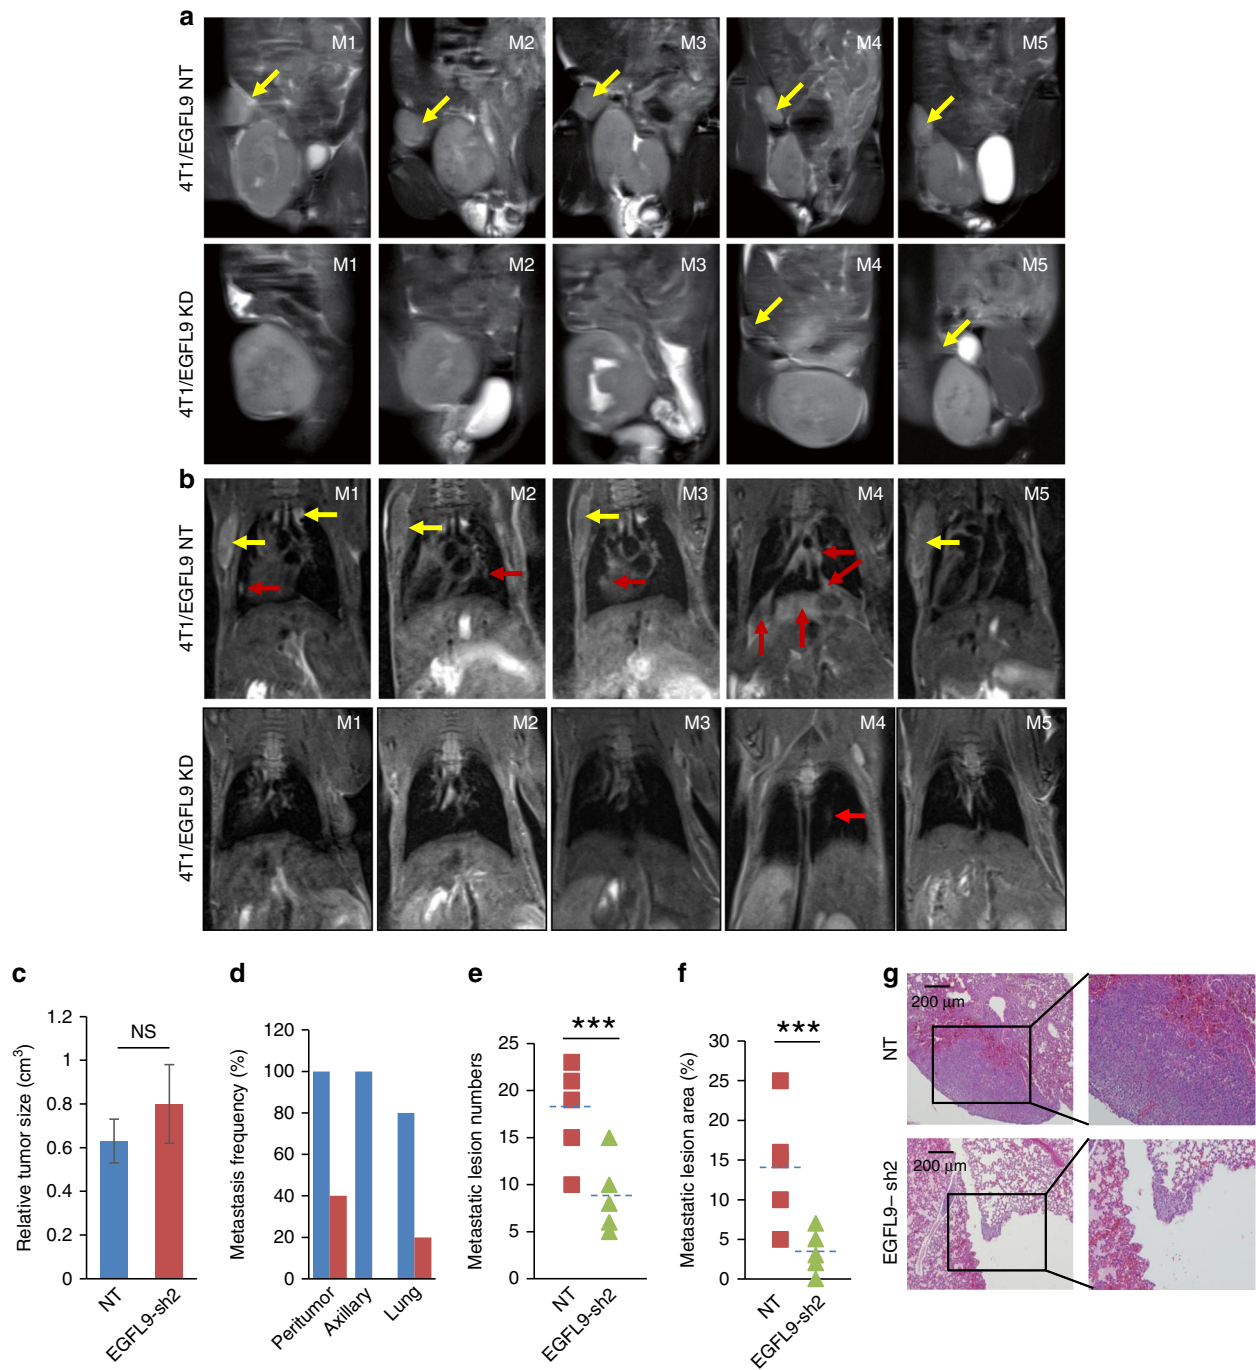 a
4T1/EGFL9 NT
M1
M2
M3
M4
M5
4T1/EGFL9 KD
M1
M2
M3
M4
M5
b
4T1/EGFL9 NT
M1
M2
M3
M4
M5
4T1/EGFL9 KD
M1
M2
M3
M4
M5
c
Relative tumor size (cm³)
1.2
1
0.8
0.6
0.4
0.2
0
NS
NT
EGFL9-sh2
d
Metastasis frequency (%)
120
100
80
60
40
20
0
Peritumor
Axillary
Lung
e
Metastatic lesion numbers
25
20
15
10
5
0
***
NT
EGFL9-sh2
f
Metastatic lesion area (%)
30
25
20
15
10
5
0
***
NT
EGFL9-sh2
g
NT
200 µm
EGFL9– sh2
200 µm